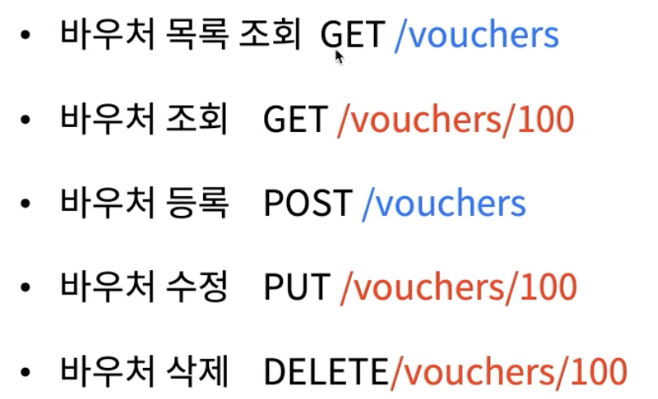 • 바우처 목록 조회 GET /vouchers
• 바우처 조회 GET /vouchers/100
• 바우처 등록 POST /vouchers
• 바우처 수정 PUT /vouchers/100
• 바우처 삭제 DELETE/vouchers/100